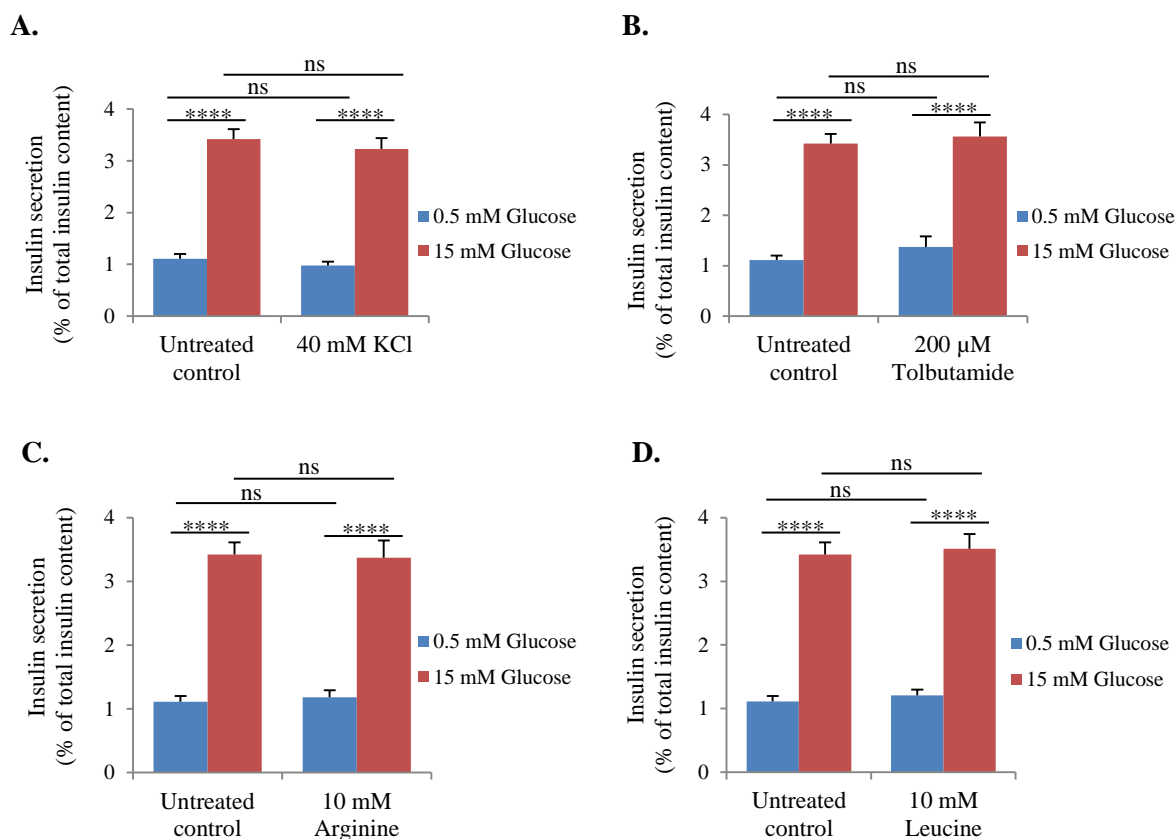 A.
ns
ns
****
****
4
3
2
1
0
Insulin secretion
(% of total insulin content)
0.5 mM Glucose
15 mM Glucose
Untreated
control
40 mM KCl
B.
ns
ns
****
****
4
3
2
1
0
Insulin secretion
(% of total insulin content)
0.5 mM Glucose
15 mM Glucose
Untreated
control
200 µM
Tolbutamide
C.
ns
ns
****
****
4
3
2
1
0
Insulin secretion
(% of total insulin content)
0.5 mM Glucose
15 mM Glucose
Untreated
control
10 mM
Arginine
D.
ns
ns
****
****
4
3
2
1
0
Insulin secretion
(% of total insulin content)
0.5 mM Glucose
15 mM Glucose
Untreated
control
10 mM
Leucine